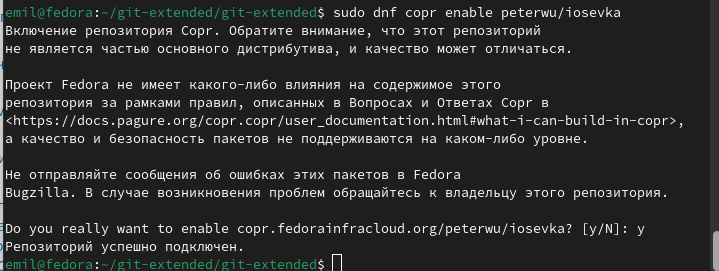 emil@fedora:~/git-extended/git-extended$ sudo dnf copr enable peterwu/iosevka
Включение репозитория Copr. Обратите внимание, что этот репозиторий
не является частью основного дистрибутива, и качество может отличаться.
Проект Fedora не имеет какого-либо влияния на содержимое этого
репозитория за рамками правил, описанных в Вопросах и Ответах Copr в
<https://docs.pagure.org/copr.copr/user_documentation.html#what-i-can-build-in-copr>,
а качество и безопасность пакетов не поддерживаются на каком-либо уровне.
Не отправляйте сообщения об ошибках этих пакетов в Fedora
Bugzilla. В случае возникновения проблем обращайтесь к владельцу этого репозитория.
Do you really want to enable copr.fedorainfracloud.org/peterwu/iosevka? [y/N]: y
Репозиторий успешно подключен.
emil@fedora:~/git-extended/git-extended$